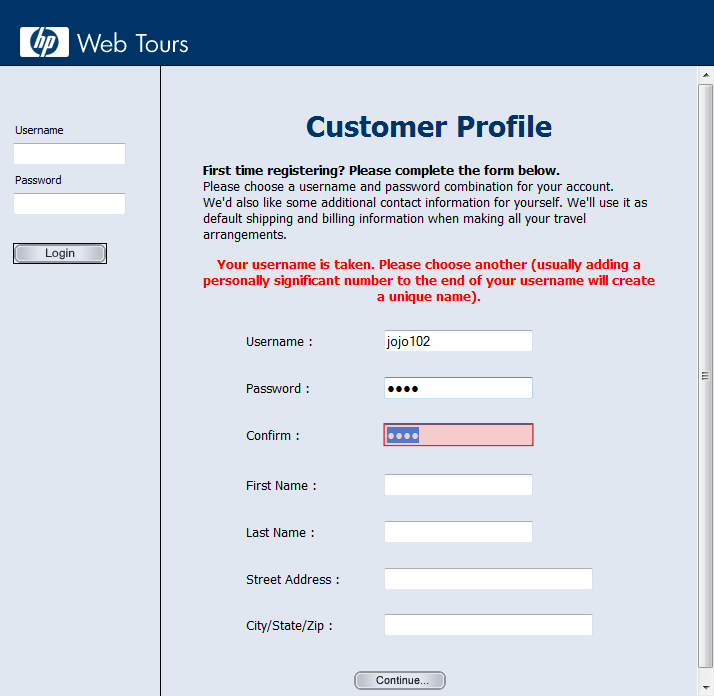 hp Web Tours
Username
Password
Login
Customer Profile
First time registering? Please complete the form below.
Please choose a username and password combination for your account.
We'd also like some additional contact information for yourself. We'll use it as
default shipping and billing information when making all your travel
arrangements.
Your username is taken. Please choose another (usually adding a
personally significant number to the end of your username will create
a unique name).
Username : jojo102
Password : ●●●●
Confirm : ●●●●
First Name :
Last Name :
Street Address :
City/State/Zip :
Continue...